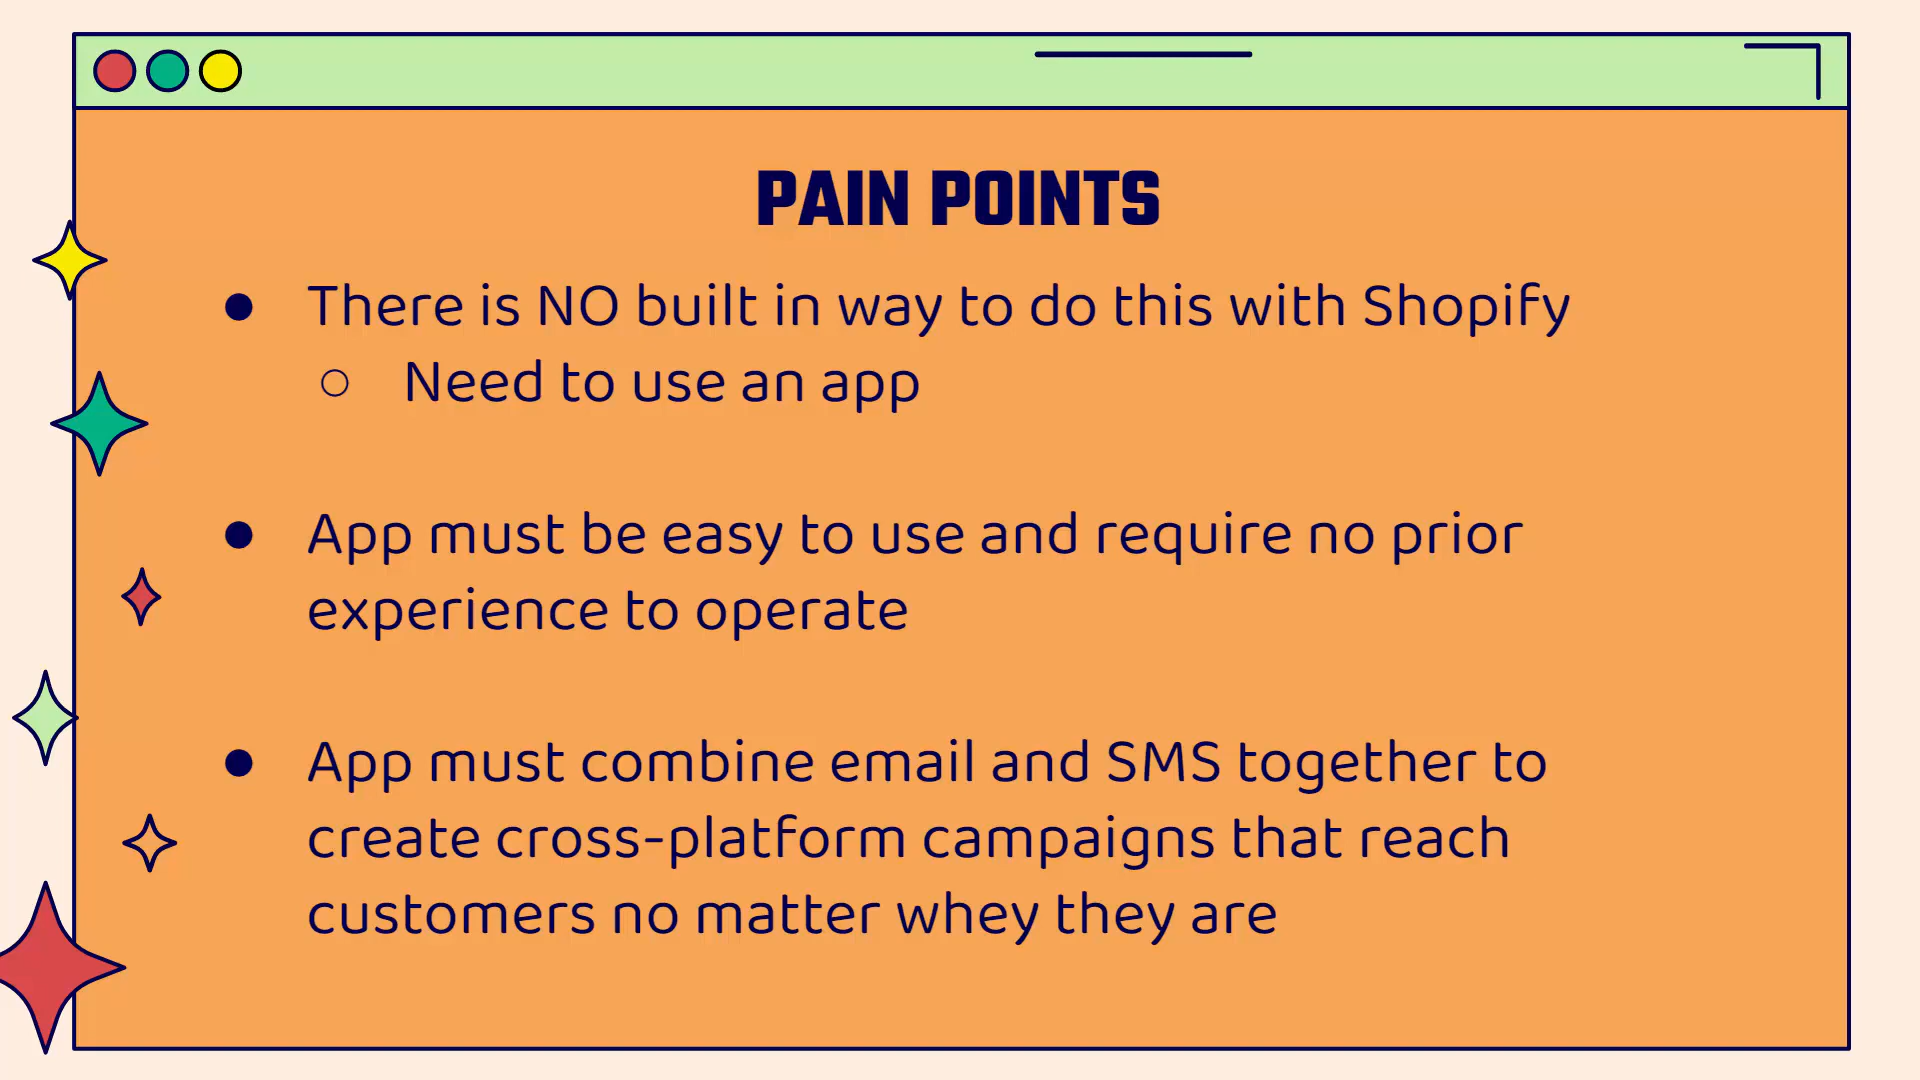 PAIN POINTS
● There is NO built in way to do this with Shopify
○ Need to use an app
● App must be easy to use and require no prior
experience to operate
● App must combine email and SMS together to
create cross-platform campaigns that reach
customers no matter whey they are